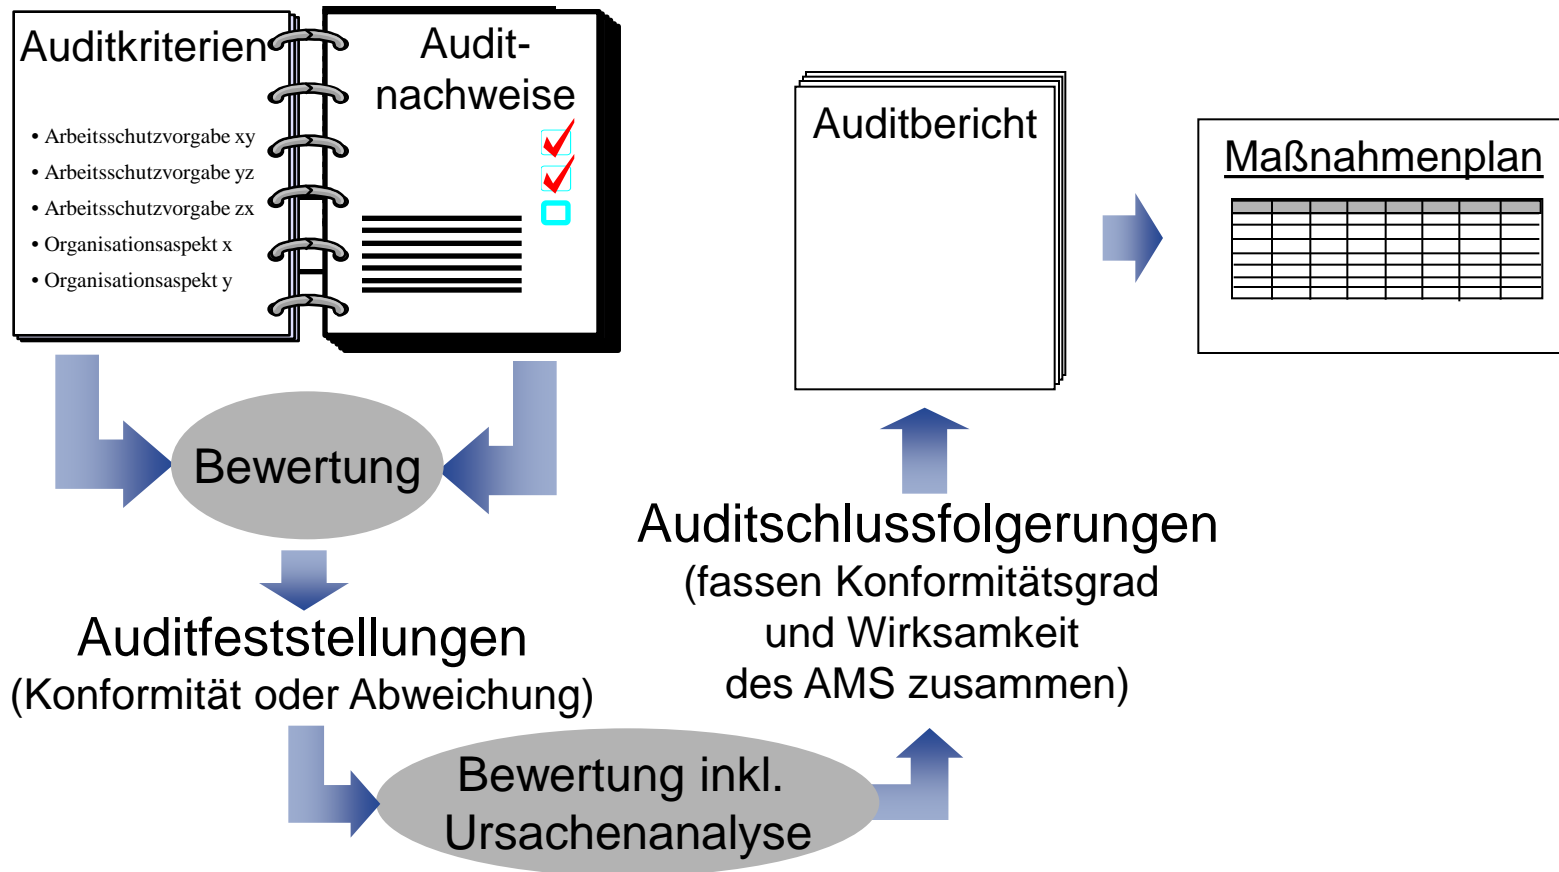 Auditkriterien
• Arbeitsschutzvorgabe xy
• Arbeitsschutzvorgabe yz
• Arbeitsschutzvorgabe zx
• Organisationsaspekt x
• Organisationsaspekt y
Audit-
nachweise
Bewertung
Auditfeststellungen
(Konformität oder Abweichung)
Bewertung inkl.
Ursachenanalyse
Auditschlussfolgerungen
(fassen Konformitätsgrad
und Wirksamkeit
des AMS zusammen)
Auditbericht
Maßnahmenplan